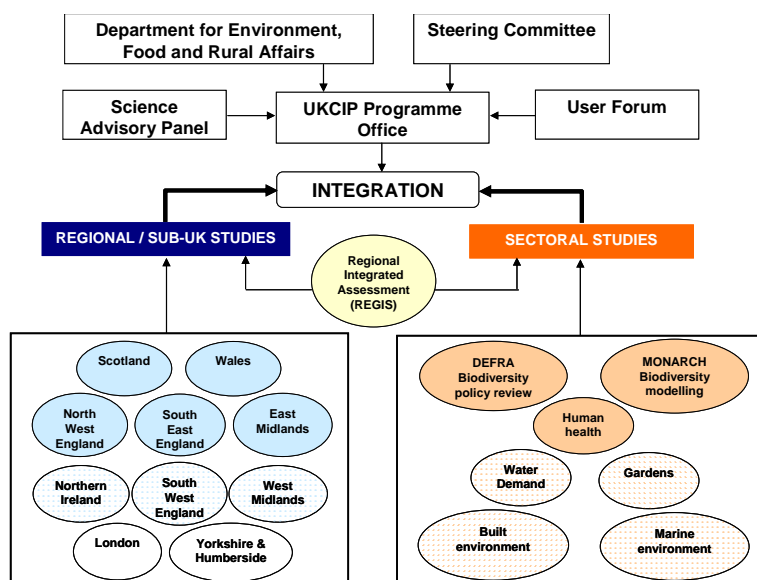 Department for Environment,
Food and Rural Affairs
Steering Committee
Science
Advisory Panel
UKCIP Programme
Office
User Forum
INTEGRATION
REGIONAL / SUB-UK STUDIES
SECTORAL STUDIES
Regional
Integrated
Assessment
(REGIS)
Scotland
Wales
North
West
England
South
East
England
East
Midlands
Northern
Ireland
South
West
England
West
Midlands
London
Yorkshire &
Humberside
DEFRA
Biodiversity
policy review
MONARCH
Biodiversity
modelling
Human
health
Water
Demand
Gardens
Built
environment
Marine
environment